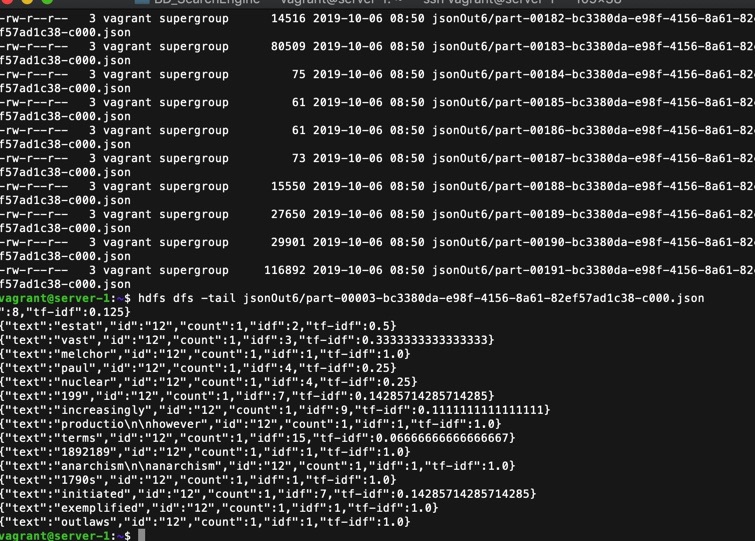 BD_SearchEngine — vagrant@server-1: ~ — ssh vagrant@server-1 — 105×38
-rw-r--r--   3 vagrant supergroup      14516 2019-10-06 08:50 jsonOut6/part-00182-bc3380da-e98f-4156-8a61-82
f57ad1c38-c000.json
-rw-r--r--   3 vagrant supergroup      80509 2019-10-06 08:50 jsonOut6/part-00183-bc3380da-e98f-4156-8a61-82
f57ad1c38-c000.json
-rw-r--r--   3 vagrant supergroup         75 2019-10-06 08:50 jsonOut6/part-00184-bc3380da-e98f-4156-8a61-82
f57ad1c38-c000.json
-rw-r--r--   3 vagrant supergroup         61 2019-10-06 08:50 jsonOut6/part-00185-bc3380da-e98f-4156-8a61-82
f57ad1c38-c000.json
-rw-r--r--   3 vagrant supergroup         61 2019-10-06 08:50 jsonOut6/part-00186-bc3380da-e98f-4156-8a61-82
f57ad1c38-c000.json
-rw-r--r--   3 vagrant supergroup         73 2019-10-06 08:50 jsonOut6/part-00187-bc3380da-e98f-4156-8a61-82
f57ad1c38-c000.json
-rw-r--r--   3 vagrant supergroup      15550 2019-10-06 08:50 jsonOut6/part-00188-bc3380da-e98f-4156-8a61-82
f57ad1c38-c000.json
-rw-r--r--   3 vagrant supergroup      27650 2019-10-06 08:50 jsonOut6/part-00189-bc3380da-e98f-4156-8a61-82
f57ad1c38-c000.json
-rw-r--r--   3 vagrant supergroup      29901 2019-10-06 08:50 jsonOut6/part-00190-bc3380da-e98f-4156-8a61-82
f57ad1c38-c000.json
-rw-r--r--   3 vagrant supergroup     116892 2019-10-06 08:50 jsonOut6/part-00191-bc3380da-e98f-4156-8a61-82
f57ad1c38-c000.json
vagrant@server-1:~$ hdfs dfs -tail jsonOut6/part-00003-bc3380da-e98f-4156-8a61-82ef57ad1c38-c000.json
":8,"tf-idf":0.125}
{"text":"estat","id":"12","count":1,"idf":2,"tf-idf":0.5}
{"text":"vast","id":"12","count":1,"idf":3,"tf-idf":0.3333333333333333}
{"text":"melchor","id":"12","count":1,"idf":1,"tf-idf":1.0}
{"text":"paul","id":"12","count":1,"idf":4,"tf-idf":0.25}
{"text":"nuclear","id":"12","count":1,"idf":4,"tf-idf":0.25}
{"text":"199","id":"12","count":1,"idf":7,"tf-idf":0.14285714285714285}
{"text":"increasingly","id":"12","count":1,"idf":9,"tf-idf":0.1111111111111111}
{"text":"productio\n\nhowever","id":"12","count":1,"idf":1,"tf-idf":1.0}
{"text":"terms","id":"12","count":1,"idf":15,"tf-idf":0.06666666666666667}
{"text":"1892189","id":"12","count":1,"idf":1,"tf-idf":1.0}
{"text":"anarchism\n\nanarchism","id":"12","count":1,"idf":1,"tf-idf":1.0}
{"text":"1790s","id":"12","count":1,"idf":1,"tf-idf":1.0}
{"text":"initiated","id":"12","count":1,"idf":7,"tf-idf":0.14285714285714285}
{"text":"exemplified","id":"12","count":1,"idf":1,"tf-idf":1.0}
{"text":"outlaws","id":"12","count":1,"idf":1,"tf-idf":1.0}
vagrant@server-1:~$